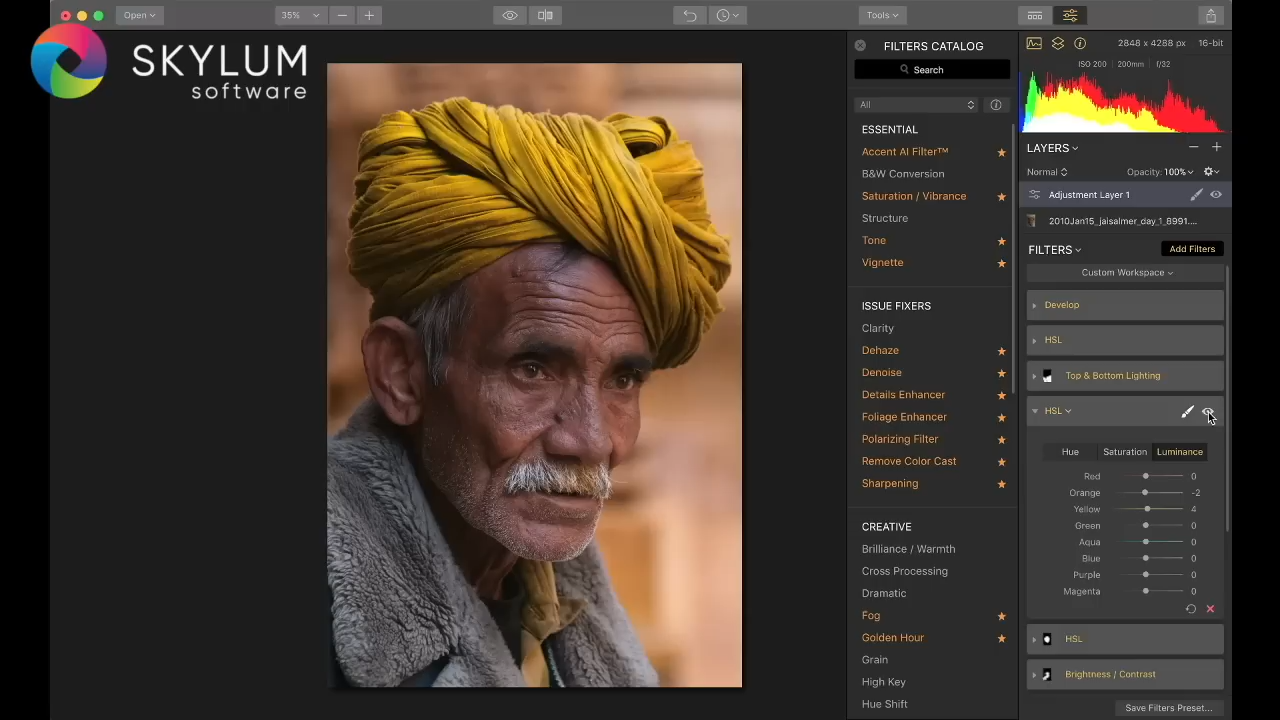 Open
35%
Tools
SKYLUM
software
FILTERS CATALOG
Search
All
ESSENTIAL
Accent AI Filter™
B&W Conversion
Saturation / Vibrance
Structure
Tone
Vignette
ISSUE FIXERS
Clarity
Dehaze
Denoise
Details Enhancer
Foliage Enhancer
Polarizing Filter
Remove Color Cast
Sharpening
CREATIVE
Brilliance / Warmth
Cross Processing
Dramatic
Fog
Golden Hour
Grain
High Key
Hue Shift
2848 x 4288 px 16-bit
ISO 200 200mm f/32
LAYERS
Normal Opacity: 100%
Adjustment Layer 1
2010Jan15_jaisalmer_day_1_8991....
FILTERS Add Filters
Custom Workspace
Develop
HSL
Top & Bottom Lighting
HSL
Hue Saturation Luminance
Red 0
Orange -2
Yellow 4
Green 0
Aqua 0
Blue 0
Purple 0
Magenta 0
HSL
Brightness / Contrast
Save Filters Preset...